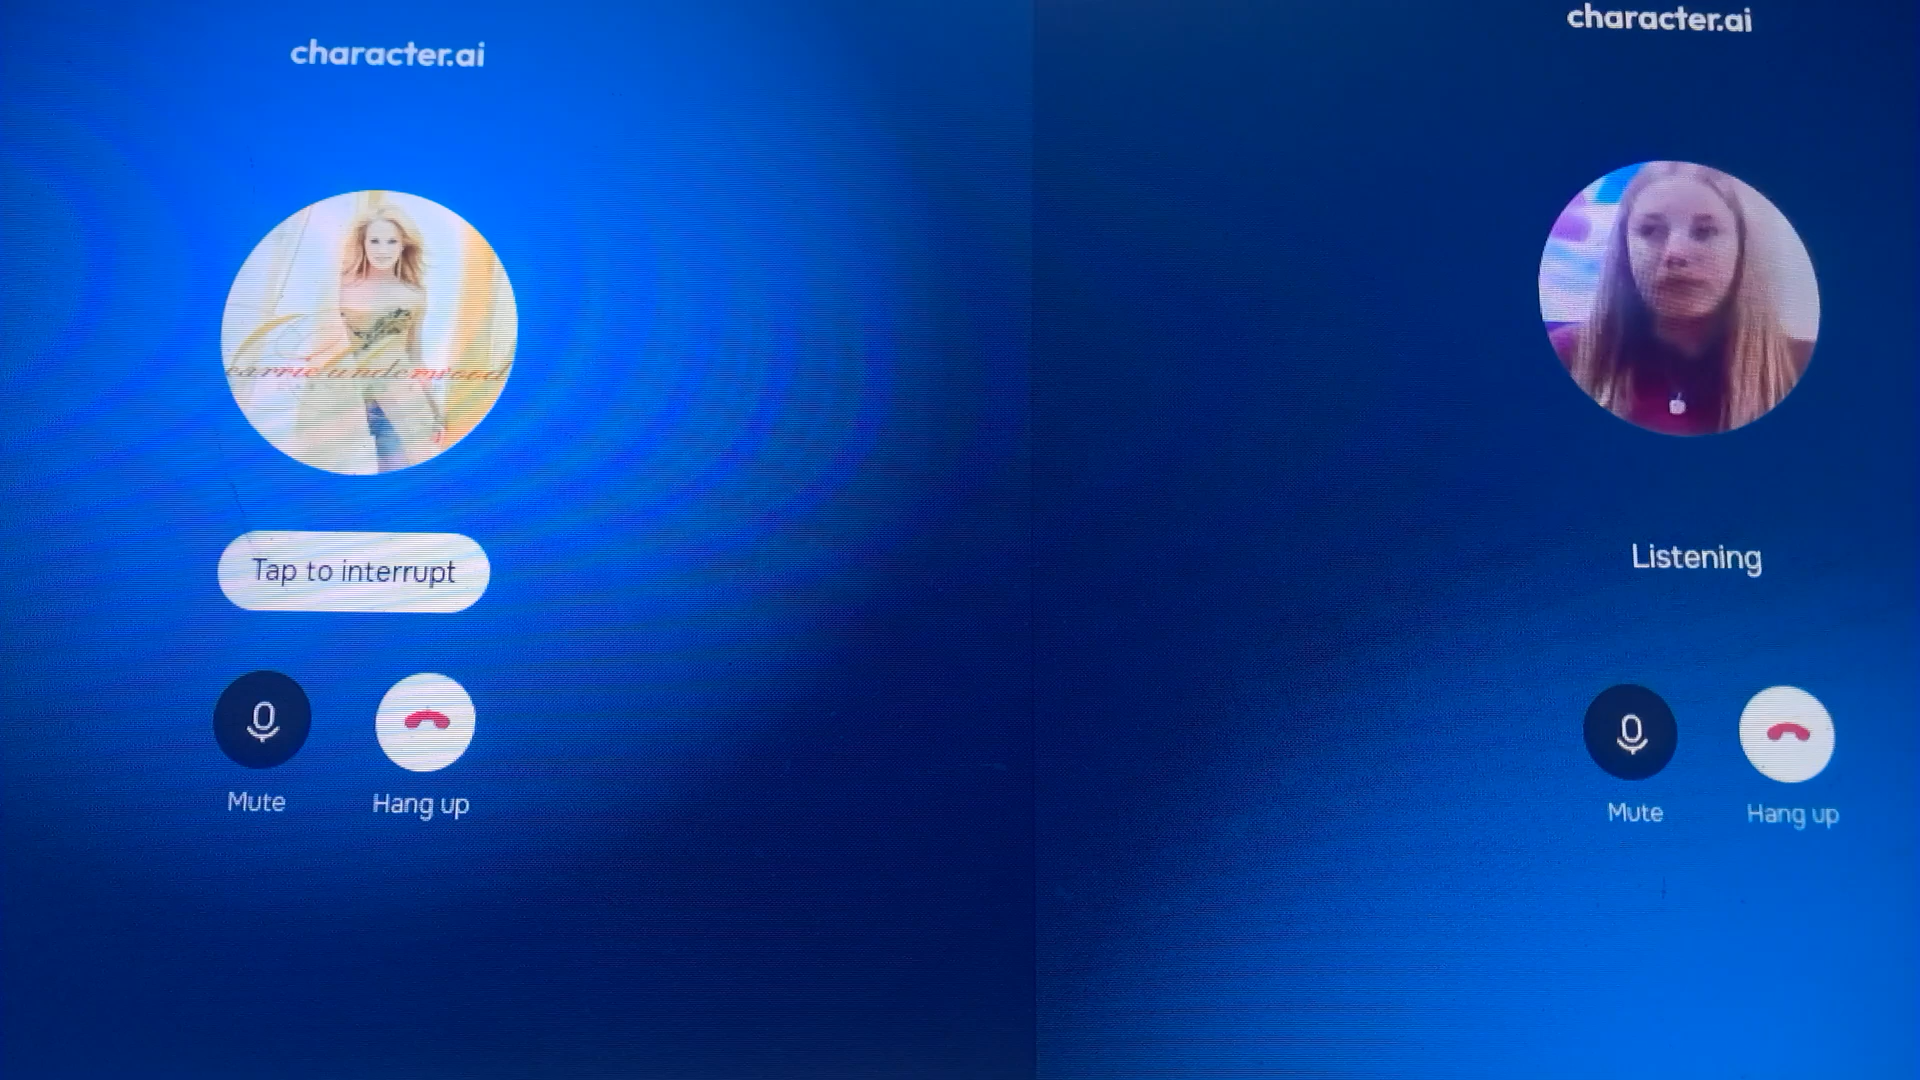 character.ai
carrie underwood
Tap to interrupt
Mute
Hang up
character.ai
Listening
Mute
Hang up